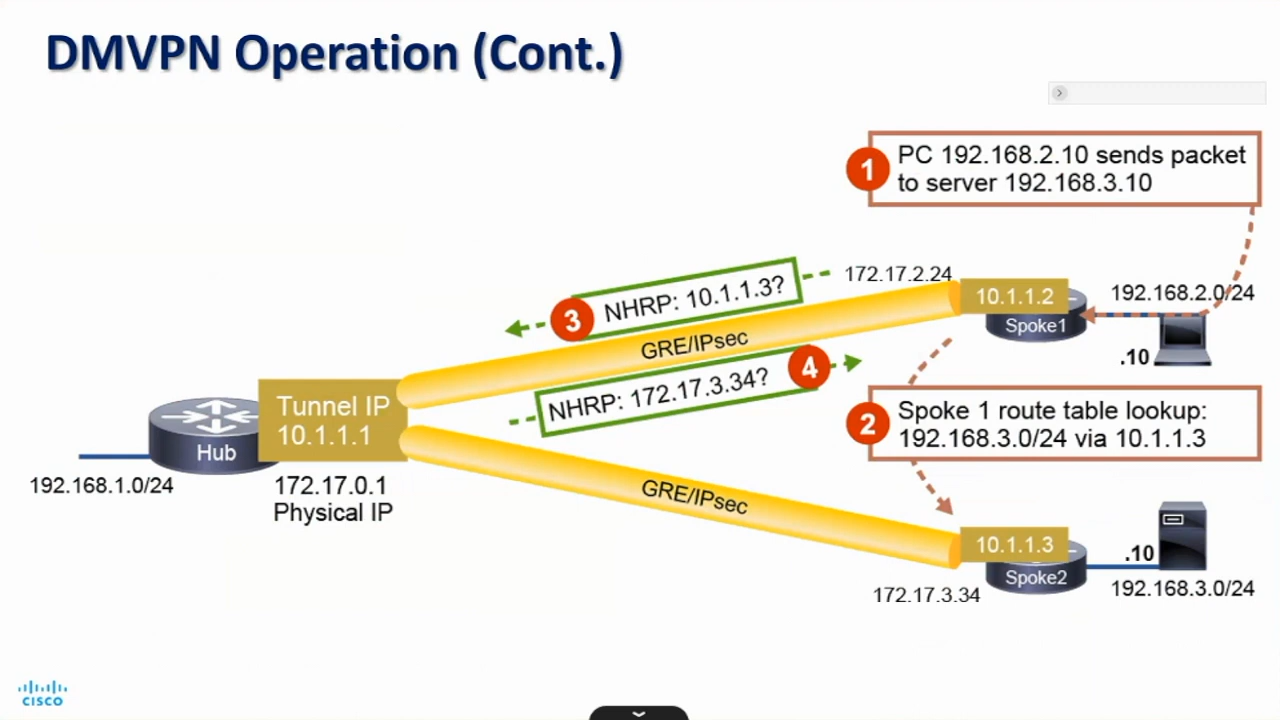 DMVPN Operation (Cont.)
1
PC 192.168.2.10 sends packet
to server 192.168.3.10
3
NHRP: 10.1.1.3?
172.17.2.24
10.1.1.2
Spoke1
192.168.2.0/24
.10
GRE/IPsec
NHRP: 172.17.3.34?
4
Tunnel IP
10.1.1.1
Hub
192.168.1.0/24
172.17.0.1
Physical IP
2
Spoke 1 route table lookup:
192.168.3.0/24 via 10.1.1.3
GRE/IPsec
10.1.1.3
Spoke2
.10
172.17.3.34
192.168.3.0/24
CISCO